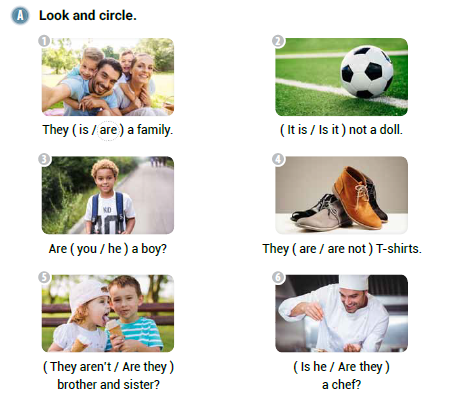 A Look and circle.
1
2
They ( is / are ) a family.
( It is / Is it ) not a doll.
3
4
KID
Are ( you / he ) a boy?
They ( are / are not ) T-shirts.
5
6
( They aren't / Are they )
brother and sister?
( Is he / Are they )
a chef?